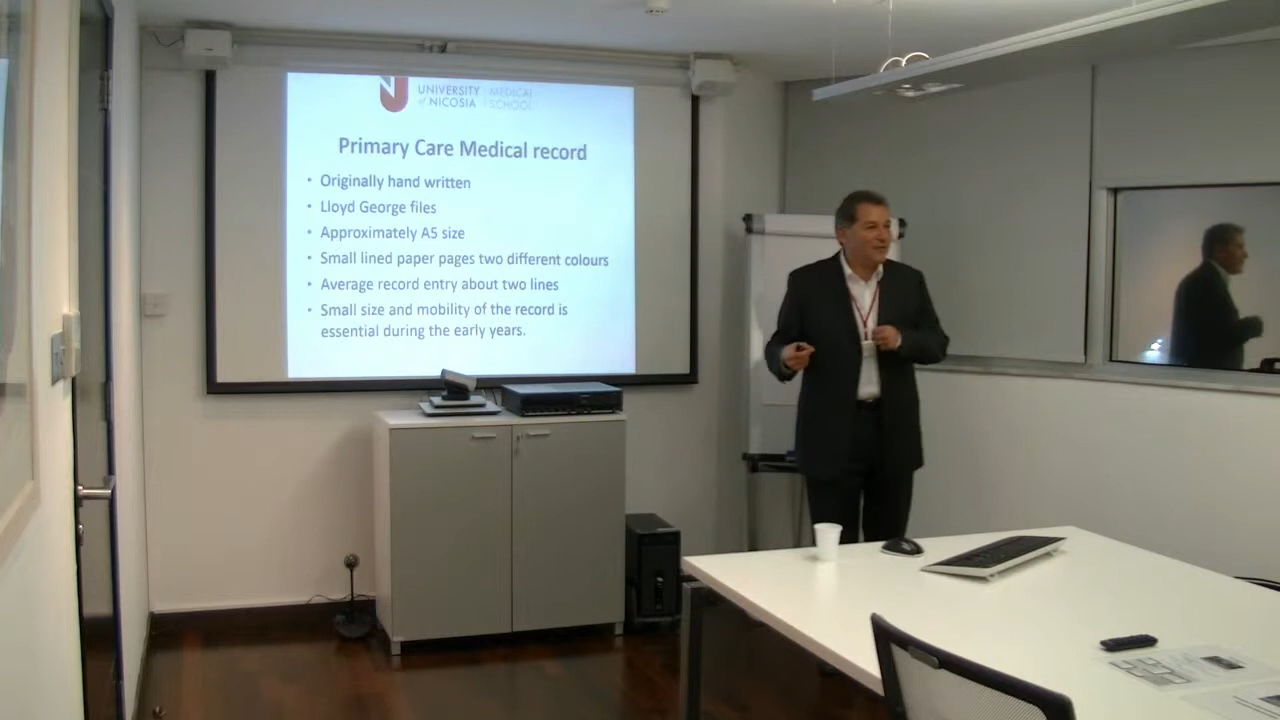 UNIVERSITY MEDICAL
of NICOSIA SCHOOL
Primary Care Medical record
• Originally hand written
• Lloyd George files
• Approximately A5 size
• Small lined paper pages two different colours
• Average record entry about two lines
• Small size and mobility of the record is
essential during the early years.